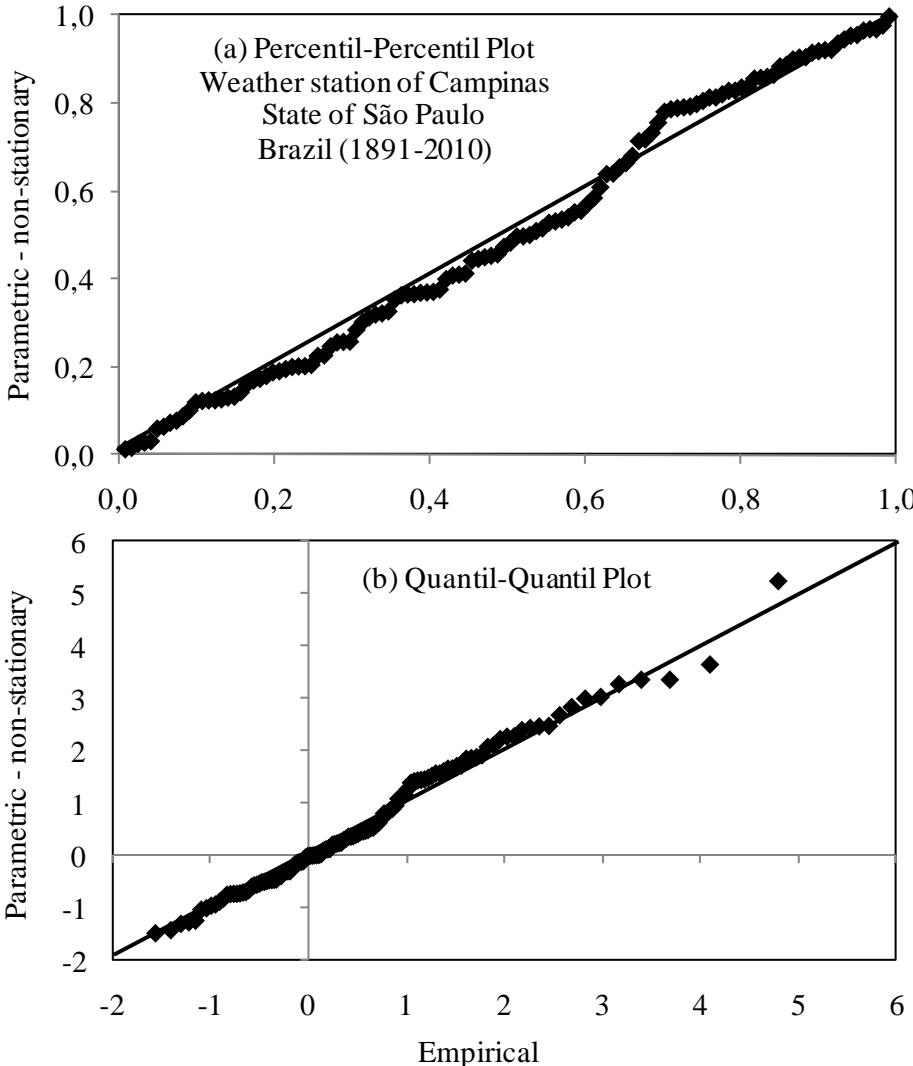 1,0
0,8
0,6
0,4
0,2
0,0
Parametric - non-stationary
(a) Percentil-Percentil Plot
Weather station of Campinas
State of São Paulo
Brazil (1891-2010)
0,0 0,2 0,4 0,6 0,8 1,0
6
5
4
3
2
1
0
-1
-2
Parametric - non-stationary
(b) Quantil-Quantil Plot
-2 -1 0 1 2 3 4 5 6
Empirical